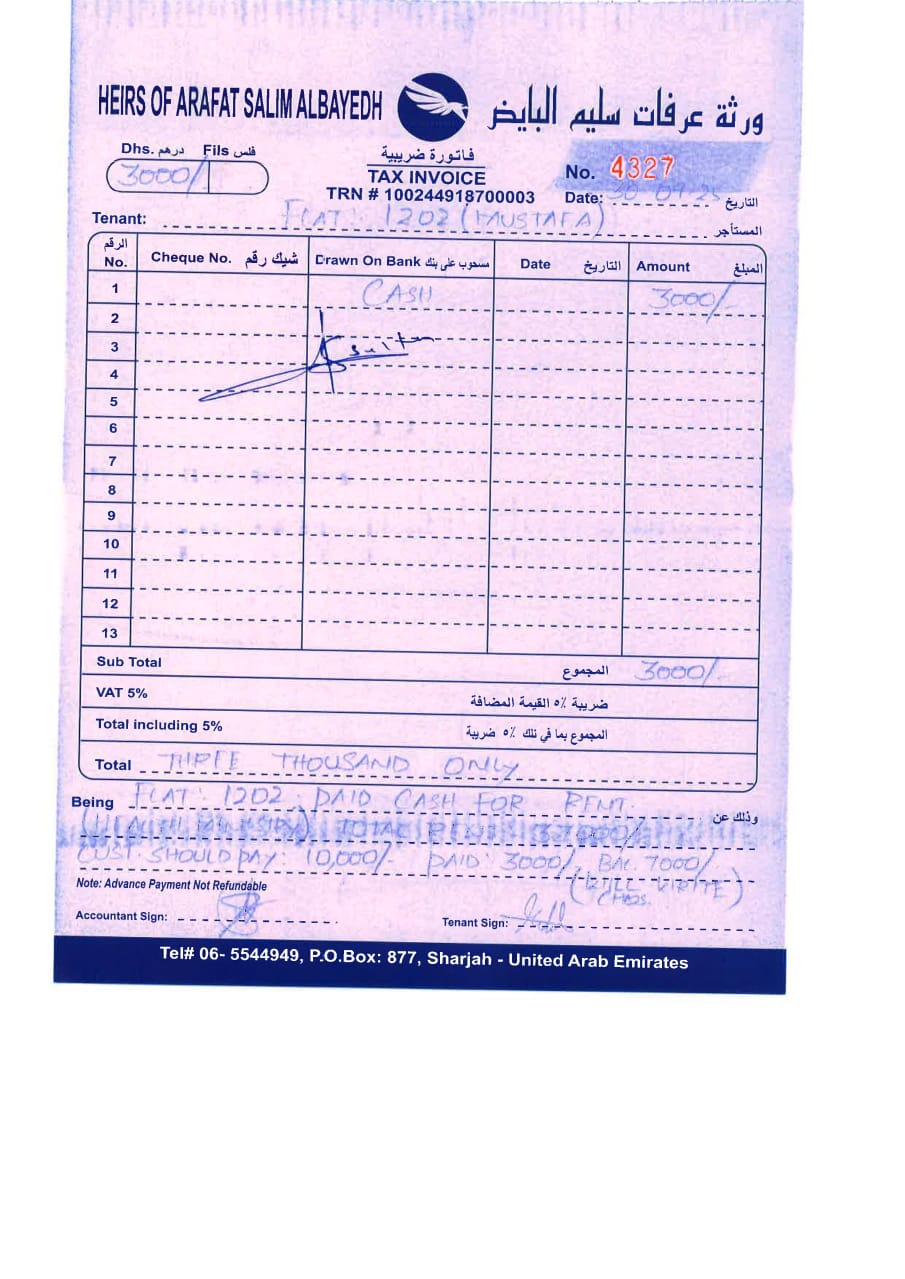 HEIRS OF ARAFAT SALIM ALBAYEDH
ورثة عرفات سليم البايض
Dhs. درهم Fils فلس
3000/
فاتورة ضريبية
TAX INVOICE
TRN # 100244918700003
No. 4327
Date: 30-09-25 التاريخ
Tenant: FLAT: 1202 (MUSTAFA) المستأجر
الرقم No. Cheque No. شيك رقم Drawn On Bank مسحوب على بنك Date التاريخ Amount المبلغ
1 CASH 3000/-
2
3
4
5
6
7
8
9
10
11
12
13
Sub Total المجموع 3000/-
VAT 5% ضريبة ٥٪ القيمة المضافة
Total including 5% المجموع بما في ذلك ٥٪ ضريبة
Total THREE THOUSAND ONLY
Being FLAT: 1202, PAID CASH FOR RENT. وذلك عن
TOTAL
CUST. SHOULD PAY: 10,000/- PAID: 3000/-, BAL. 7000/-
Note: Advance Payment Not Refundable
Accountant Sign:
Tenant Sign:
Tel# 06- 5544949, P.O.Box: 877, Sharjah - United Arab Emirates